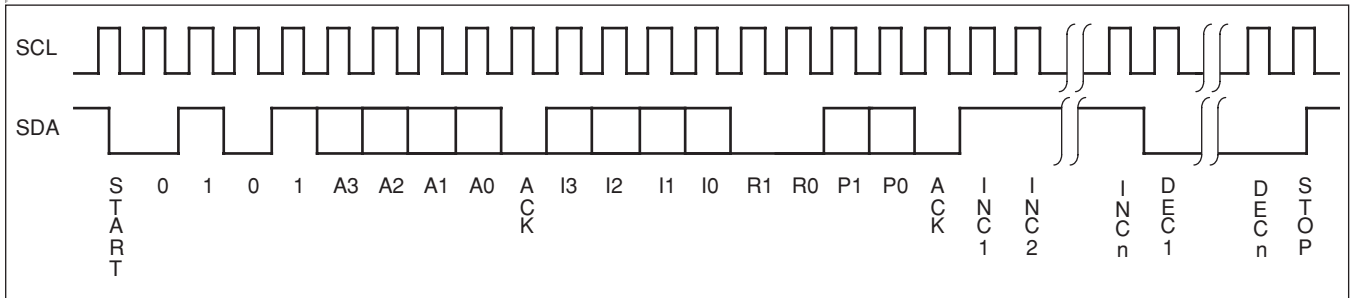 SCL
SDA
START 0 1 0 1 A3 A2 A1 A0 ACK I3 I2 I1 I0 R1 R0 P1 P0 ACK INC1 INC2 INCn DEC1 DECn STOP